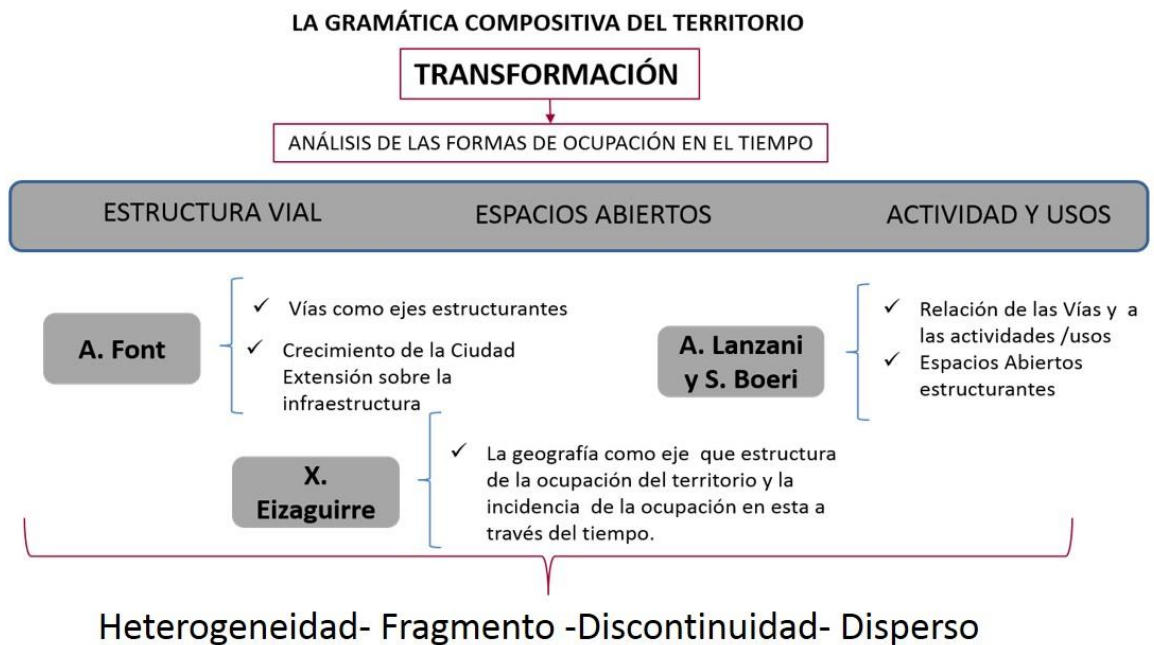 LA GRAMÁTICA COMPOSITIVA DEL TERRITORIO
TRANSFORMACIÓN
ANÁLISIS DE LAS FORMAS DE OCUPACIÓN EN EL TIEMPO
ESTRUCTURA VIAL
ESPACIOS ABIERTOS
ACTIVIDAD Y USOS
A. Font
✓ Vías como ejes estructurantes
✓ Crecimiento de la Ciudad
Extensión sobre la
infraestructura
A. Lanzani
y S. Boeri
✓ Relación de las Vías y a
las actividades /usos
✓ Espacios Abiertos
estructurantes
X.
Eizaguirre
✓ La geografía como eje que estructura
de la ocupación del territorio y la
incidencia de la ocupación en esta a
través del tiempo.
Heterogeneidad- Fragmento -Discontinuidad- Disperso